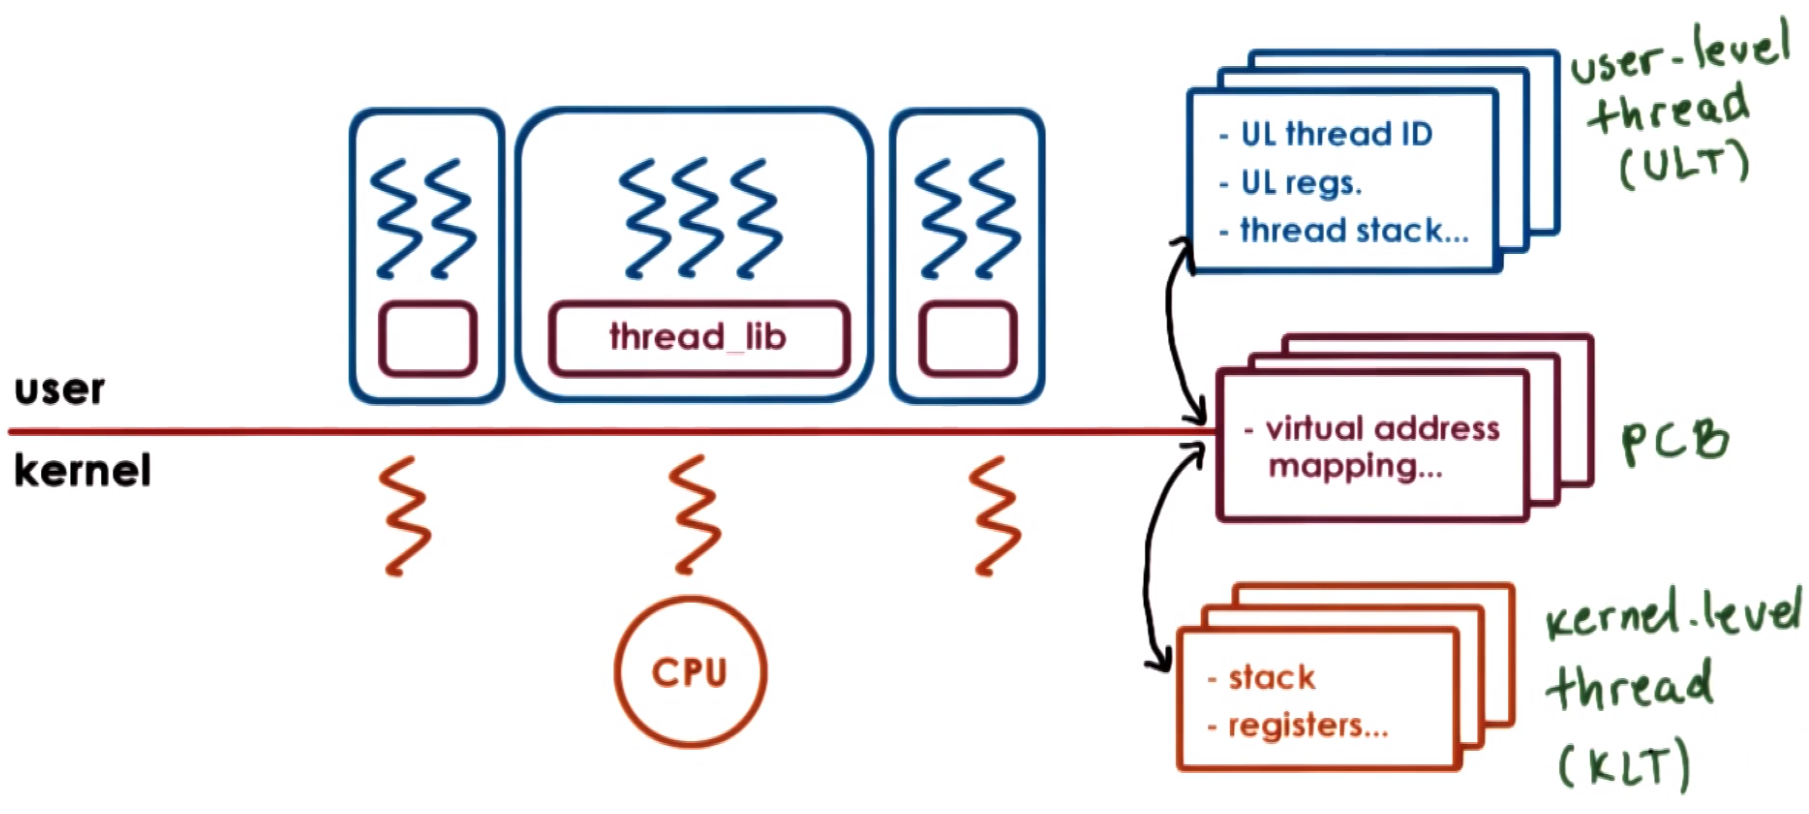 user-level
thread
(ULT)
- UL thread ID
- UL regs.
- thread stack...
thread_lib
user
kernel
- virtual address
mapping...
PCB
CPU
- stack
- registers...
kernel-level
thread
(KLT)